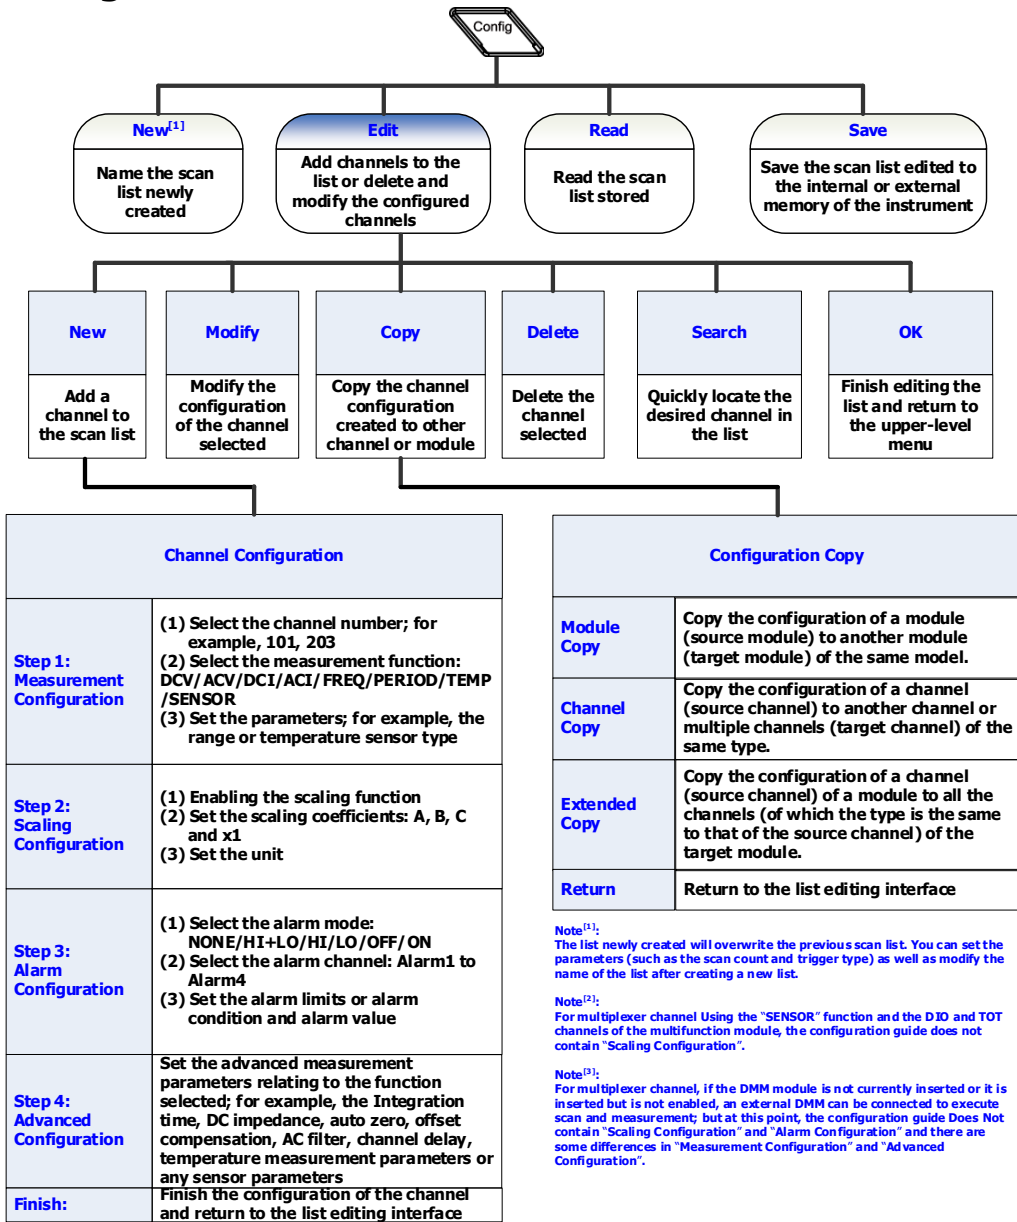 Config
New[1]
Name the scan
list newly
created
Edit
Add channels to the
list or delete and
modify the configured
channels
Read
Read the scan
list stored
Save
Save the scan list edited to
the internal or external
memory of the instrument
New
Add a
channel to
the scan list
Modify
Modify the
configuration
of the channel
selected
Copy
Copy the channel
configuration
created to other
channel or module
Delete
Delete the
channel
selected
Search
Quickly locate the
desired channel in
the list
OK
Finish editing the
list and return to
the upper-level
menu
Channel Configuration
Step 1:
Measurement
Configuration
(1) Select the channel number; for
example, 101, 203
(2) Select the measurement function:
DCV/ACV/DCI/ACI/FREQ/PERIOD/TEMP
/SENSOR
(3) Set the parameters; for example, the
range or temperature sensor type
Step 2:
Scaling
Configuration
(1) Enabling the scaling function
(2) Set the scaling coefficients: A, B, C
and x1
(3) Set the unit
Step 3:
Alarm
Configuration
(1) Select the alarm mode:
NONE/HI+LO/HI/LO/OFF/ON
(2) Select the alarm channel: Alarm1 to
Alarm4
(3) Set the alarm limits or alarm
condition and alarm value
Step 4:
Advanced
Configuration
Set the advanced measurement
parameters relating to the function
selected; for example, the Integration
time, DC impedance, auto zero, offset
compensation, AC filter, channel delay,
temperature measurement parameters or
any sensor parameters
Finish:
Finish the configuration of the channel
and return to the list editing interface
Configuration Copy
Module
Copy
Copy the configuration of a module
(source module) to another module
(target module) of the same model.
Channel
Copy
Copy the configuration of a channel
(source channel) to another channel or
multiple channels (target channel) of the
same type.
Extended
Copy
Copy the configuration of a channel
(source channel) of a module to all the
channels (of which the type is the same
to that of the source channel) of the
target module.
Return
Return to the list editing interface
Note[1]:
The list newly created will overwrite the previous scan list. You can set the
parameters (such as the scan count and trigger type) as well as modify the
name of the list after creating a new list.
Note[2]:
For multiplexer channel Using the "SENSOR" function and the DIO and TOT
channels of the multifunction module, the configuration guide does not
contain "Scaling Configuration".
Note[3]:
For multiplexer channel, if the DMM module is not currently inserted or it is
inserted but is not enabled, an external DMM can be connected to execute
scan and measurement; but at this point, the configuration guide Does Not
contain "Scaling Configuration" and "Alarm Configuration" and there are
some differences in "Measurement Configuration" and "Advanced
Configuration".